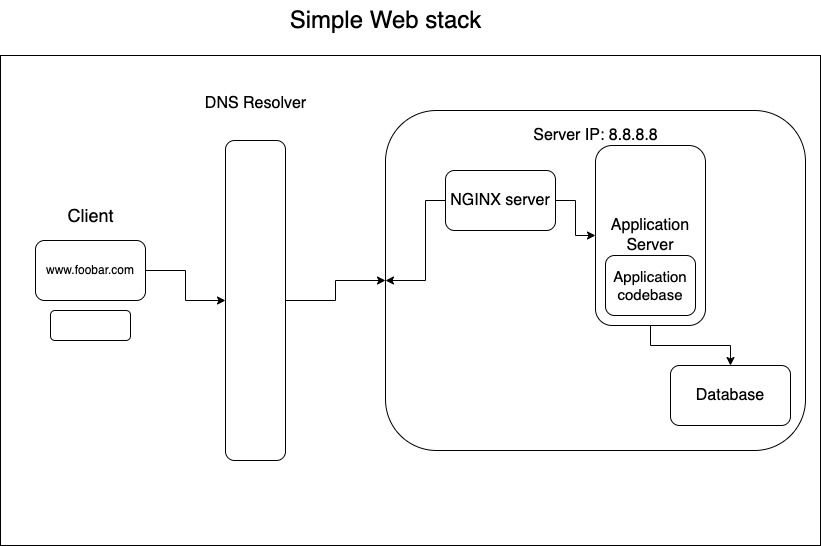 Simple Web stack
DNS Resolver
Server IP: 8.8.8.8
NGINX server
Client
www.foobar.com
Application
Server
Application
codebase
Database